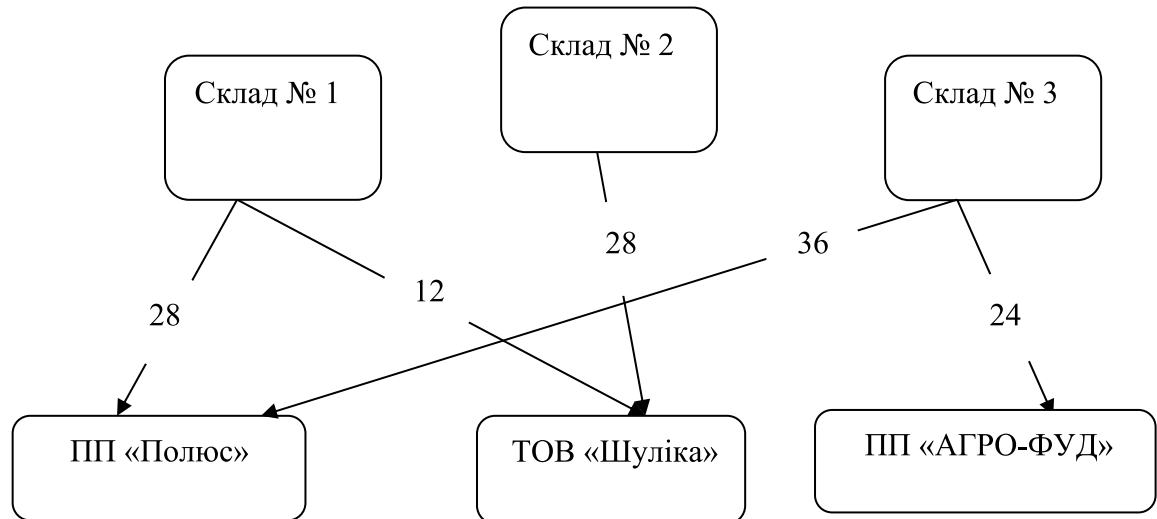 Склад № 1
Склад № 2
Склад № 3
28
12
28
36
24
ПП «Полюс»
ТОВ «Шуліка»
ПП «АГРО-ФУД»